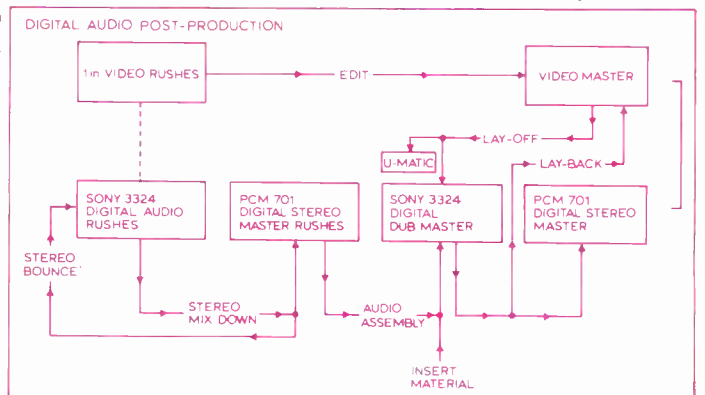 DIGITAL AUDIO POST-PRODUCTION
1in VIDEO RUSHES
EDIT
VIDEO MASTER
LAY-OFF
U-MATIC
LAY-BACK
SONY 3324
DIGITAL AUDIO
RUSHES
PCM 701
DIGITAL STEREO
MASTER RUSHES
SONY 3324
DIGITAL
DUB MASTER
PCM 701
DIGITAL STEREO
MASTER
STEREO
BOUNCE'
STEREO
MIX DOWN
AUDIO
ASSEMBLY
INSERT
MATERIAL